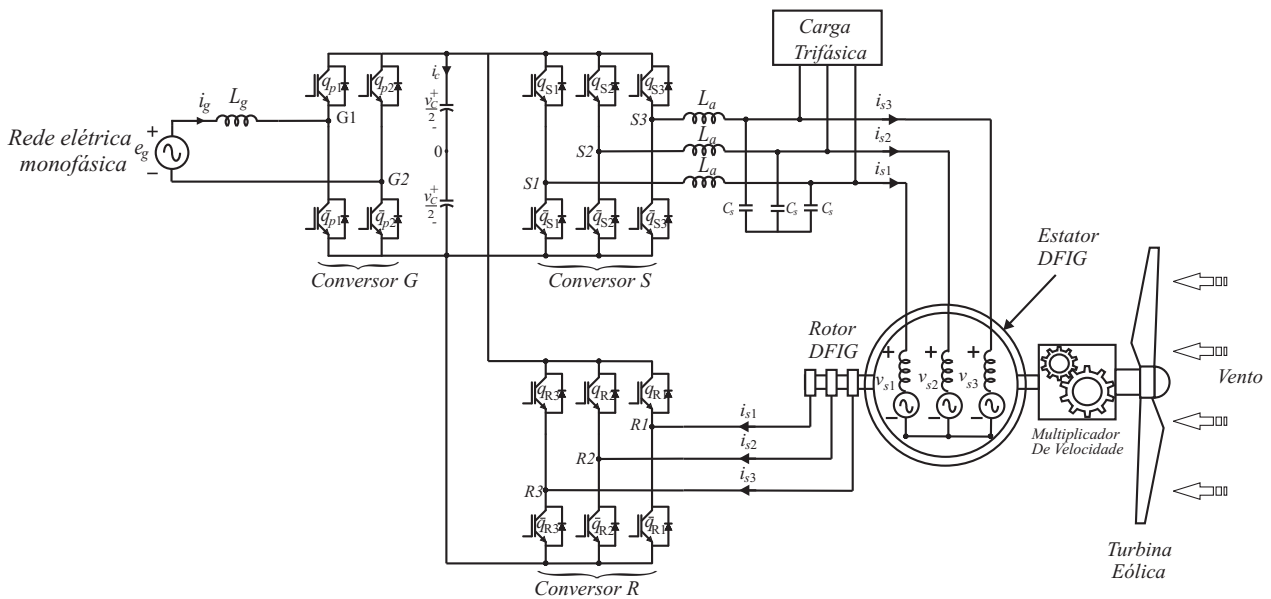 Carga
Trifásica
q_p1
q_p2
i_c
v_C/2
+
-
q_S1
q_S2
q_S3
L_a
i_s3
i_g
L_g
G1
S3
Rede elétrica
monofásica
e_g
+
−
0
S2
L_a
i_s2
G2
S1
L_a
i_s1
v_C/2
+
-
q̄_p1
q̄_p2
q̄_S1
q̄_S2
q̄_S3
C_s
C_s
C_s
Conversor G
Conversor S
Estator
DFIG
Rotor
DFIG
+
+
+
v_s1
v_s2
v_s3
−
−
−
Vento
q_R3
q_R2
q_R1
R1
i_s1
R2
i_s2
R3
i_s3
Multiplicador
De Velocidade
q̄_R3
q̄_R2
q̄_R1
Conversor R
Turbina
Eólica